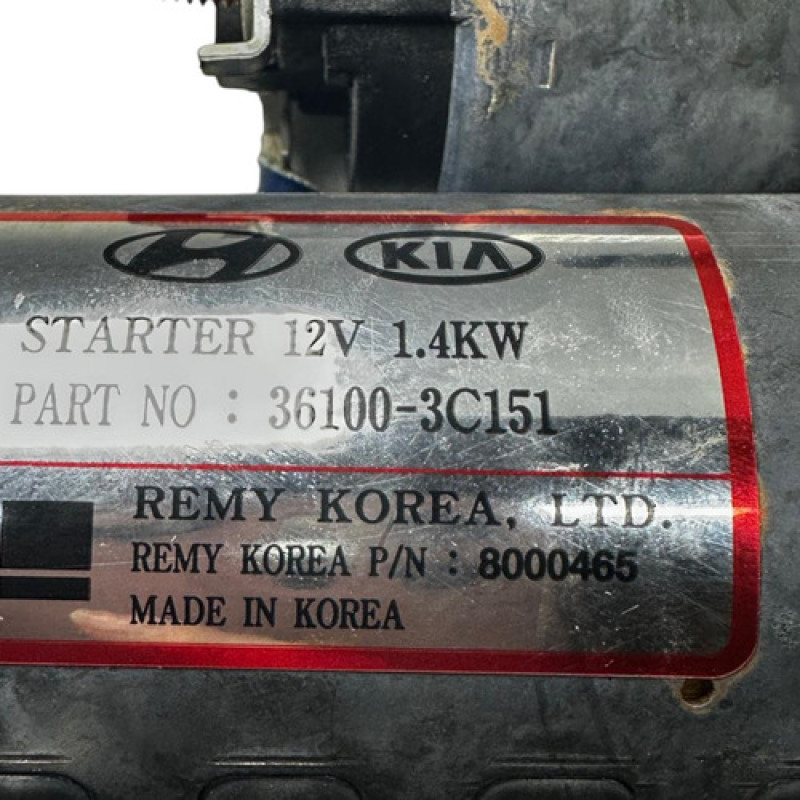 KIA
STARTER 12V 1.4KW
PART NO : 36100-3C151
REMY KOREA, LTD.
REMY KOREA P/N : 8000465
MADE IN KOREA